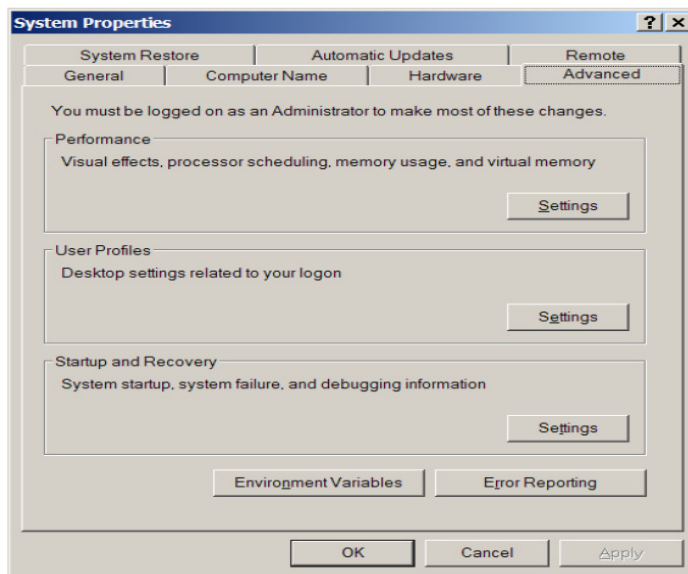 System Properties
System Restore Automatic Updates Remote
General Computer Name Hardware Advanced
You must be logged on as an Administrator to make most of these changes.
Performance
Visual effects, processor scheduling, memory usage, and virtual memory
Settings
User Profiles
Desktop settings related to your logon
Settings
Startup and Recovery
System startup, system failure, and debugging information
Settings
Environment Variables Error Reporting
OK Cancel Apply